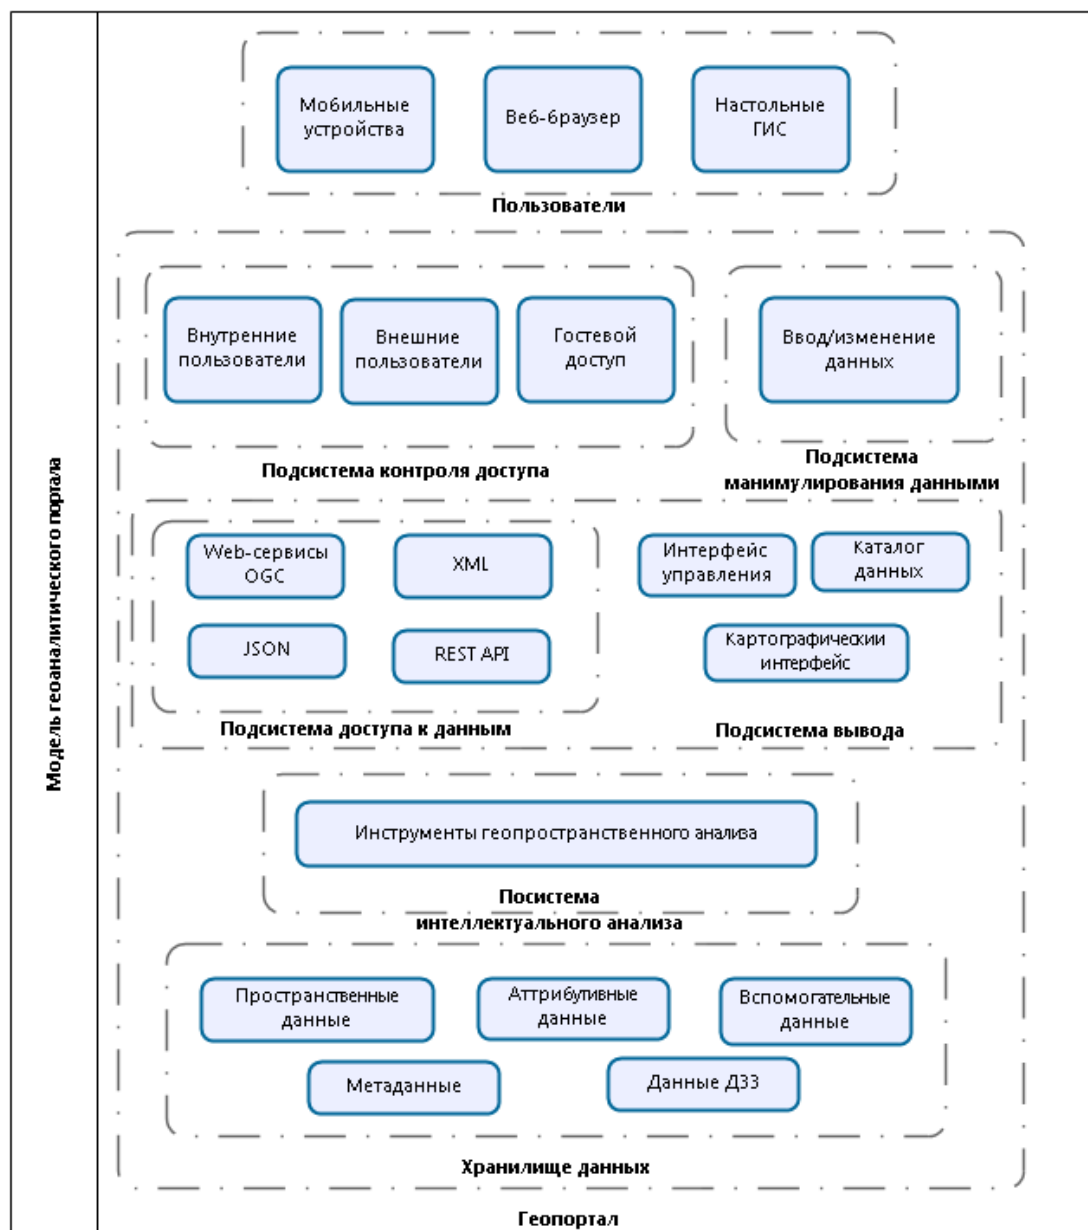 Модель геоаналитического портала
Мобильные
устройства
Веб-браузер
Настольные
ГИС
Пользователи
Внутренние
пользователи
Внешние
пользователи
Гостевой
доступ
Ввод/изменение
данных
Подсистема контроля доступа
Подсистема
манимулирования данными
Web-сервисы
OGC
XML
JSON
REST API
Интерфейс
управления
Каталог
данных
Картографически
интерфейс
Подсистема доступа к данным
Подсистема вывода
Инструменты геопространственного анализа
Посистема
интеллектуального анализа
Пространственные
данные
Аттрибутивные
данные
Вспомогательные
данные
Метаданные
Данные ДЗЗ
Хранилище данных
Геопортал